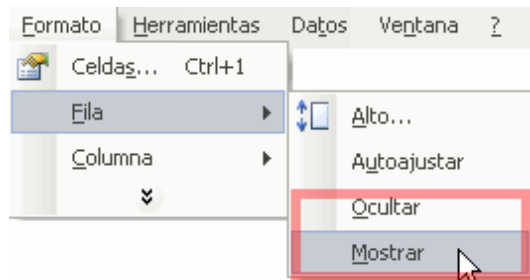 Formato Herramientas Datos Ventana ?
Celdas... Ctrl+1
Fila
Columna
Alto...
Autoajustar
Ocultar
Mostrar